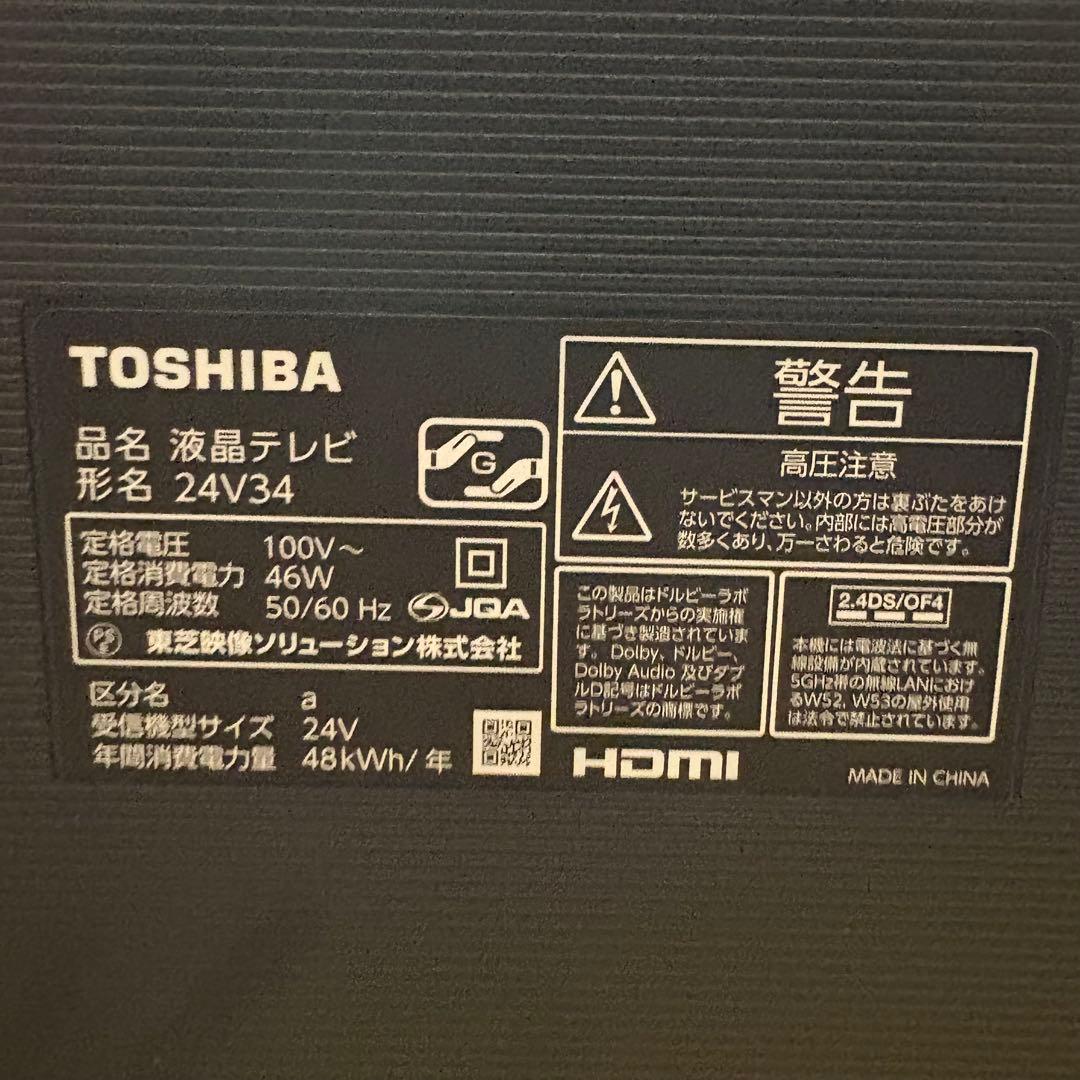 TOSHIBA
品名 液晶テレビ
形名 24V34
G
定格電圧 100V~
定格消費電力 46W
定格周波数 50/60 Hz
JQA
PS
E
東芝映像ソリューション株式会社
区分名 a
受信機型サイズ 24V
年間消費電力量 48kWh/年
警告
高圧注意
サービスマン以外の方は裏ぶたをあけ
ないでください。内部には高電圧部分が
数多くあり、万一さわると危険です。
この製品はドルビーラボ
ラトリーズからの実施権
に基づき製造されていま
す。Dolby、ドルビー、
Dolby Audio 及びダブ
ルD記号はドルビーラボ
ラトリーズの商標です。
2.4DS/OF4
本機には電波法に基づく無
線設備が内蔵されています。
5GHz帯の無線LANにおけ
るW52, W53の屋外使用
は法令で禁止されています。
HDMI
MADE IN CHINA